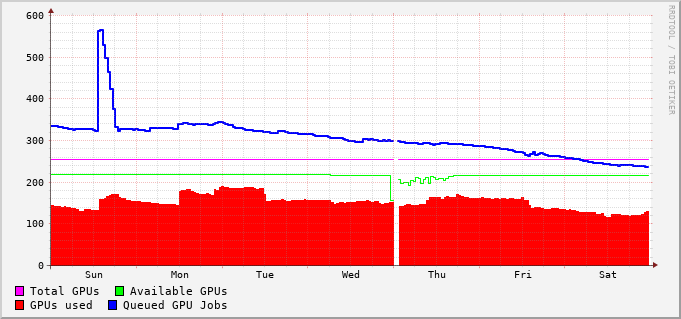 600
500
400
300
200
100
0
Sun Mon Tue Wed Thu Fri Sat
Total GPUs Available GPUs
GPUs used Queued GPU Jobs
RRDTOOL / TOBI OETIKER